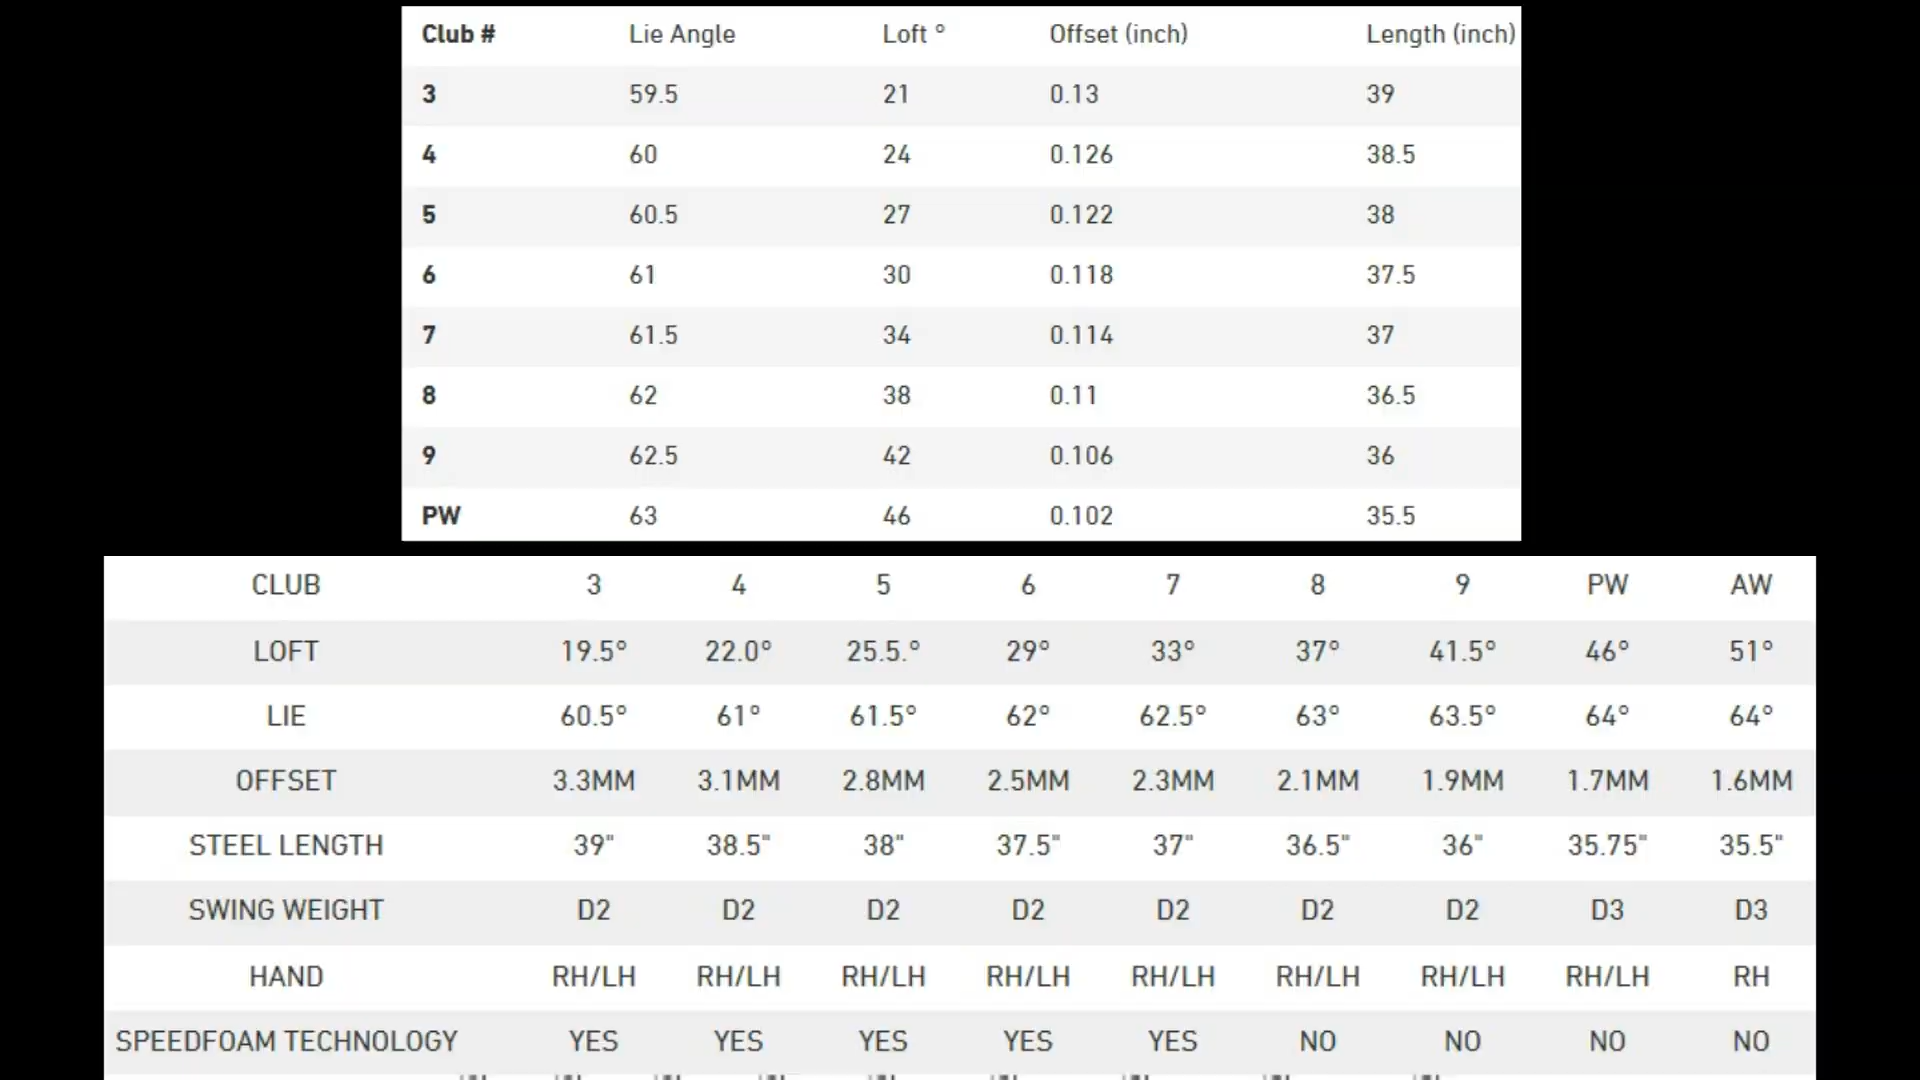 Club # Lie Angle Loft ° Offset (inch) Length (inch)
3 59.5 21 0.13 39
4 60 24 0.126 38.5
5 60.5 27 0.122 38
6 61 30 0.118 37.5
7 61.5 34 0.114 37
8 62 38 0.11 36.5
9 62.5 42 0.106 36
PW 63 46 0.102 35.5
CLUB 3 4 5 6 7 8 9 PW AW
LOFT 19.5° 22.0° 25.5.° 29° 33° 37° 41.5° 46° 51°
LIE 60.5° 61° 61.5° 62° 62.5° 63° 63.5° 64° 64°
OFFSET 3.3MM 3.1MM 2.8MM 2.5MM 2.3MM 2.1MM 1.9MM 1.7MM 1.6MM
STEEL LENGTH 39" 38.5" 38" 37.5" 37" 36.5" 36" 35.75" 35.5"
SWING WEIGHT D2 D2 D2 D2 D2 D2 D2 D3 D3
HAND RH/LH RH/LH RH/LH RH/LH RH/LH RH/LH RH/LH RH/LH RH
SPEEDFOAM TECHNOLOGY YES YES YES YES YES NO NO NO NO